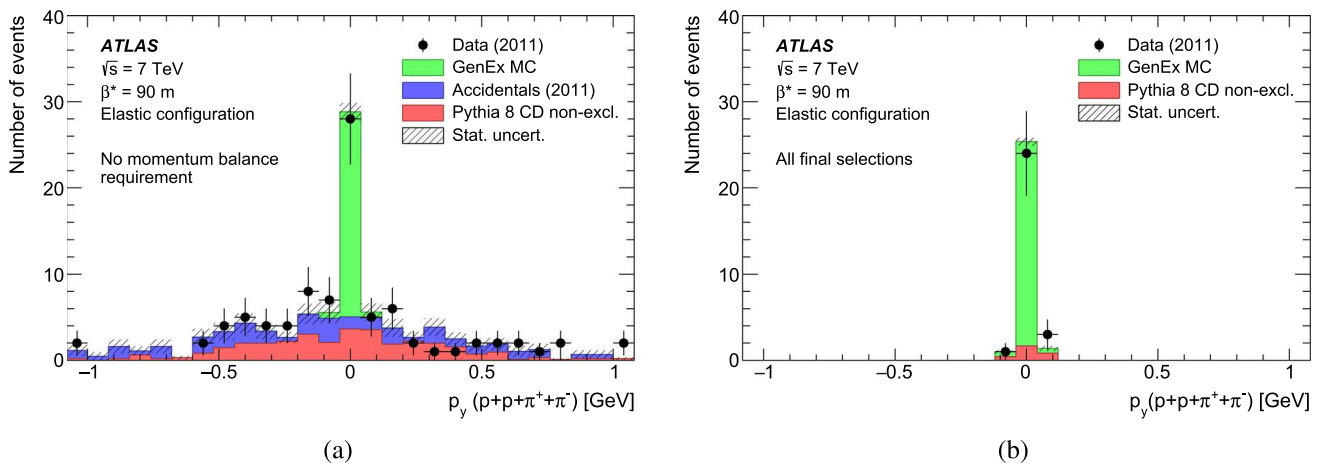 Number of events
40
30
20
10
0
ATLAS
√s = 7 TeV
β* = 90 m
Elastic configuration
No momentum balance
requirement
Data (2011)
GenEx MC
Accidentals (2011)
Pythia 8 CD non-excl.
Stat. uncert.
−1 −0.5 0 0.5 1
p_y (p+p+π⁺+π⁻) [GeV]
(a)
Number of events
40
30
20
10
0
ATLAS
√s = 7 TeV
β* = 90 m
Elastic configuration
All final selections
Data (2011)
GenEx MC
Pythia 8 CD non-excl.
Stat. uncert.
−1 −0.5 0 0.5 1
p_y(p+p+π⁺+π⁻) [GeV]
(b)